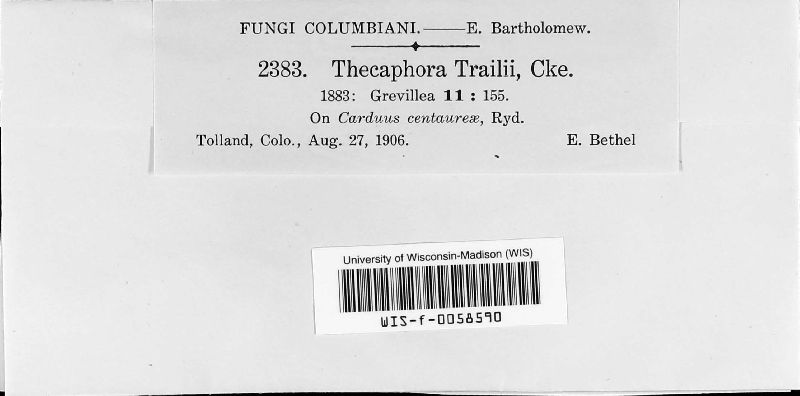 FUNGI COLUMBIANI.——E. Bartholomew.
2383. Thecaphora Trailii, Cke.
1883: Grevillea 11 : 155.
On Carduus centaureæ, Ryd.
Tolland, Colo., Aug. 27, 1906. E. Bethel
University of Wisconsin-Madison (WIS)
WIS-f-0058590